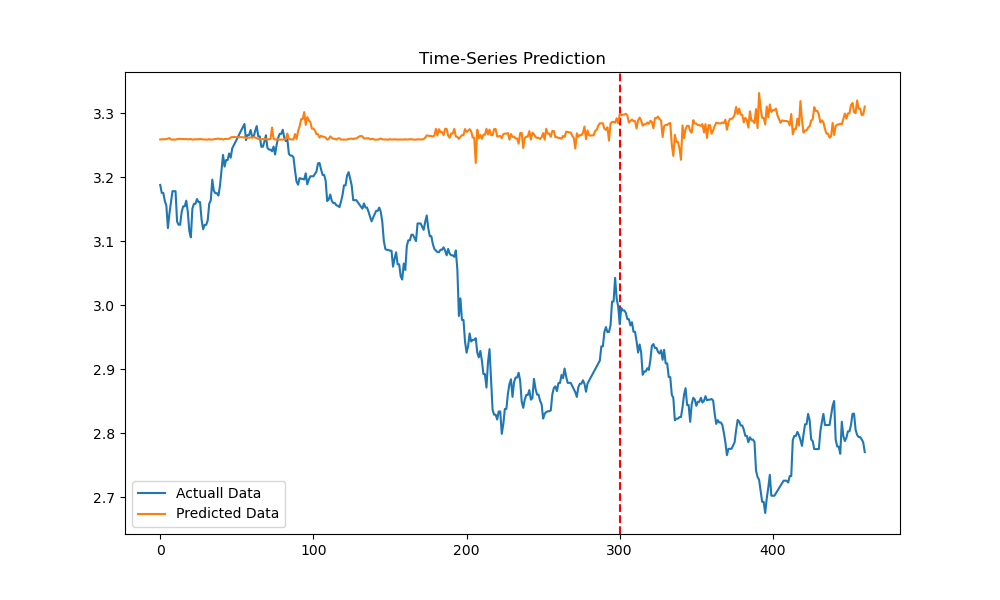 Time-Series Prediction
3.3
3.2
3.1
3.0
2.9
2.8
2.7
Actuall Data
Predicted Data
0 100 200 300 400